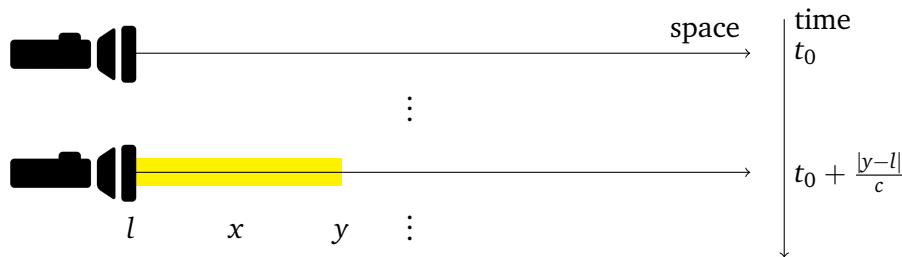 space
time
t₀
⋮
t₀ + |y−l|/c
l x y
⋮